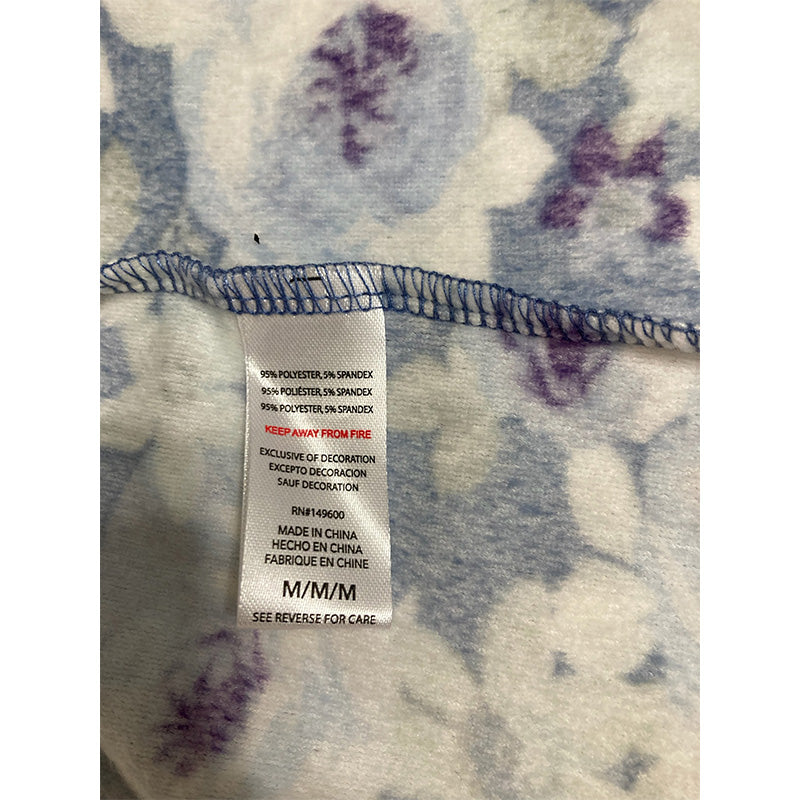 95% POLYESTER, 5% SPANDEX
95% POLIÉSTER, 5% SPANDEX
95% POLYESTER, 5% SPANDEX
KEEP AWAY FROM FIRE
EXCLUSIVE OF DECORATION
EXCEPTO DECORACION
SAUF DECORATION
RN#149600
MADE IN CHINA
HECHO EN CHINA
FABRIQUE EN CHINE
M/M/M
SEE REVERSE FOR CARE